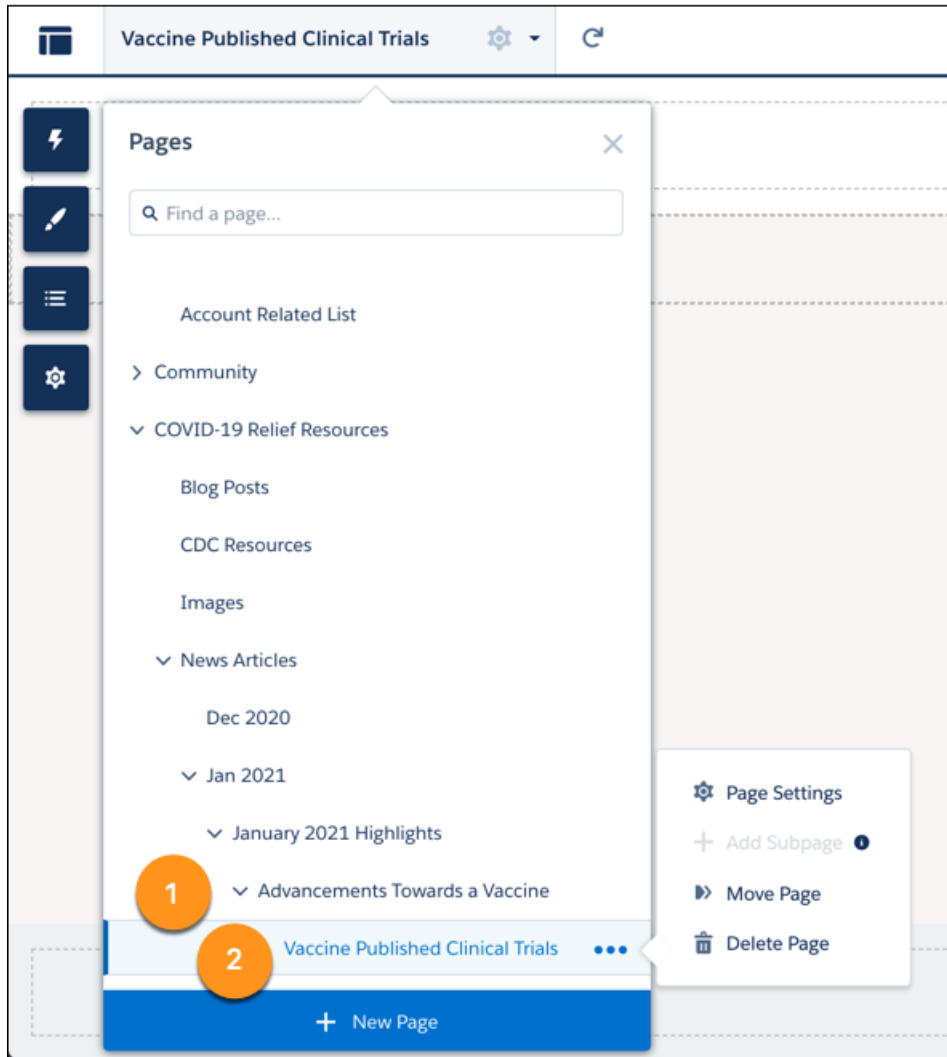 Vaccine Published Clinical Trials
Pages
Find a page...
Account Related List
Community
COVID-19 Relief Resources
Blog Posts
CDC Resources
Images
News Articles
Dec 2020
Jan 2021
January 2021 Highlights
1 Advancements Towards a Vaccine
2 Vaccine Published Clinical Trials
Page Settings
Add Subpage
Move Page
Delete Page
New Page